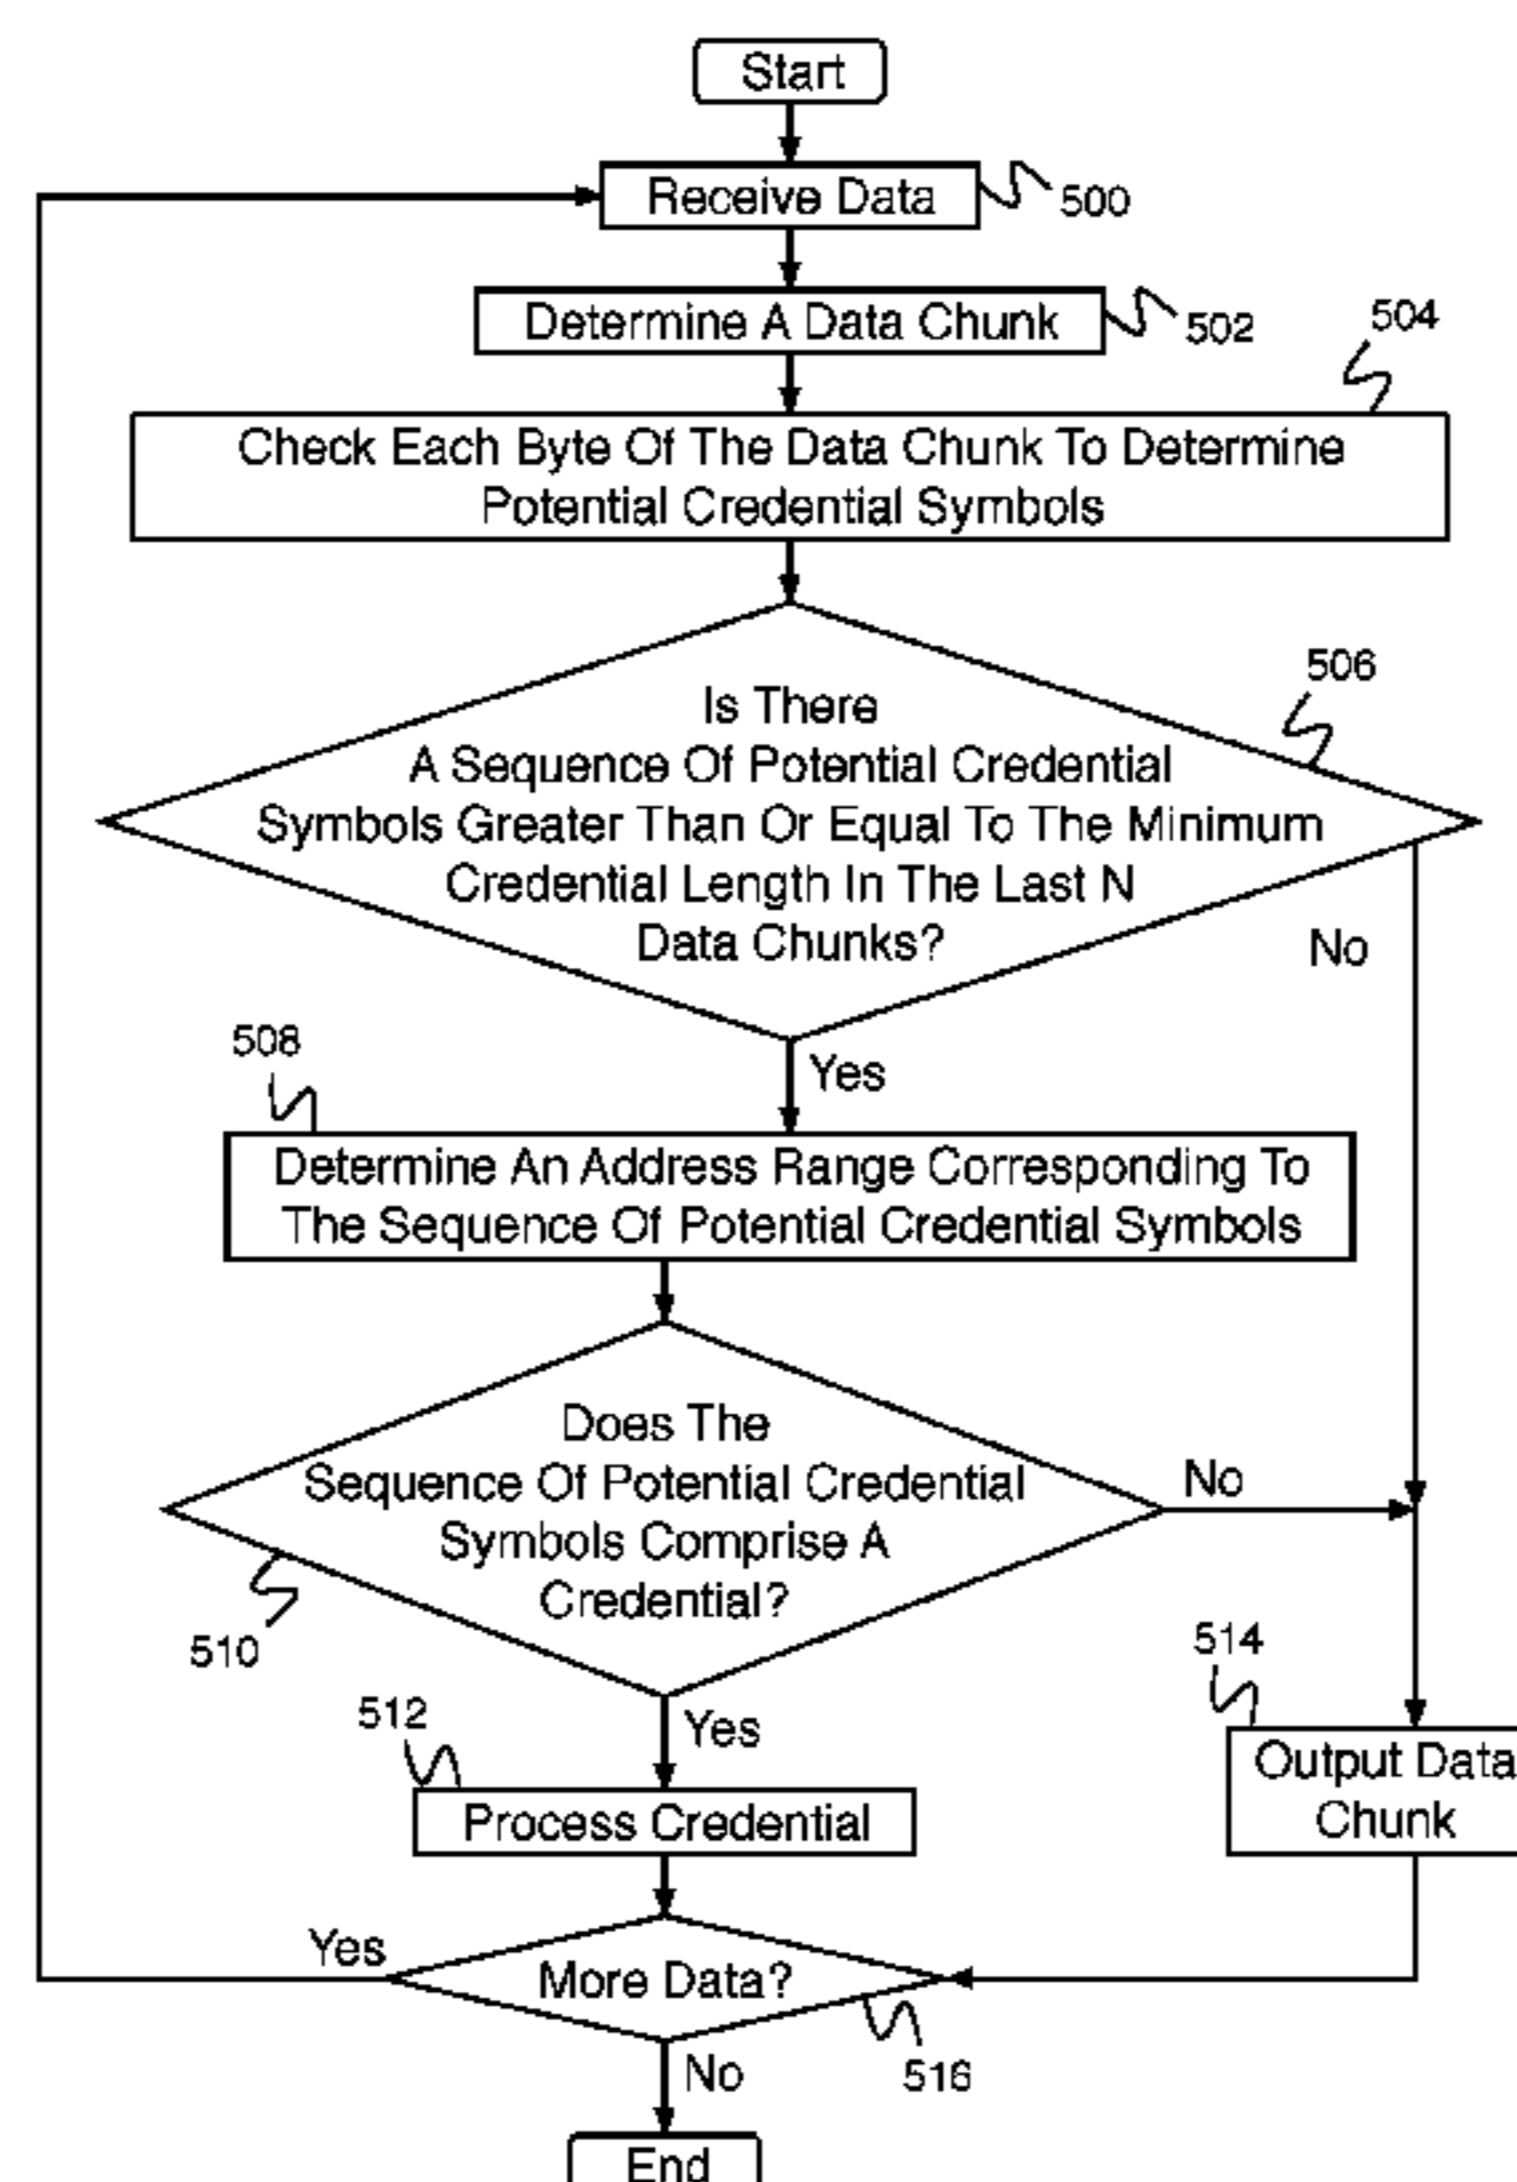 Start
Receive Data
500
Determine A Data Chunk
502
504
Check Each Byte Of The Data Chunk To Determine
Potential Credential Symbols
506
Is There
A Sequence Of Potential Credential
Symbols Greater Than Or Equal To The Minimum
Credential Length In The Last N
Data Chunks?
No
Yes
508
Determine An Address Range Corresponding To
The Sequence Of Potential Credential Symbols
Does The
Sequence Of Potential Credential
Symbols Comprise A
Credential?
No
510
Yes
512
Process Credential
514
Output Data
Chunk
Yes
More Data?
516
No
End